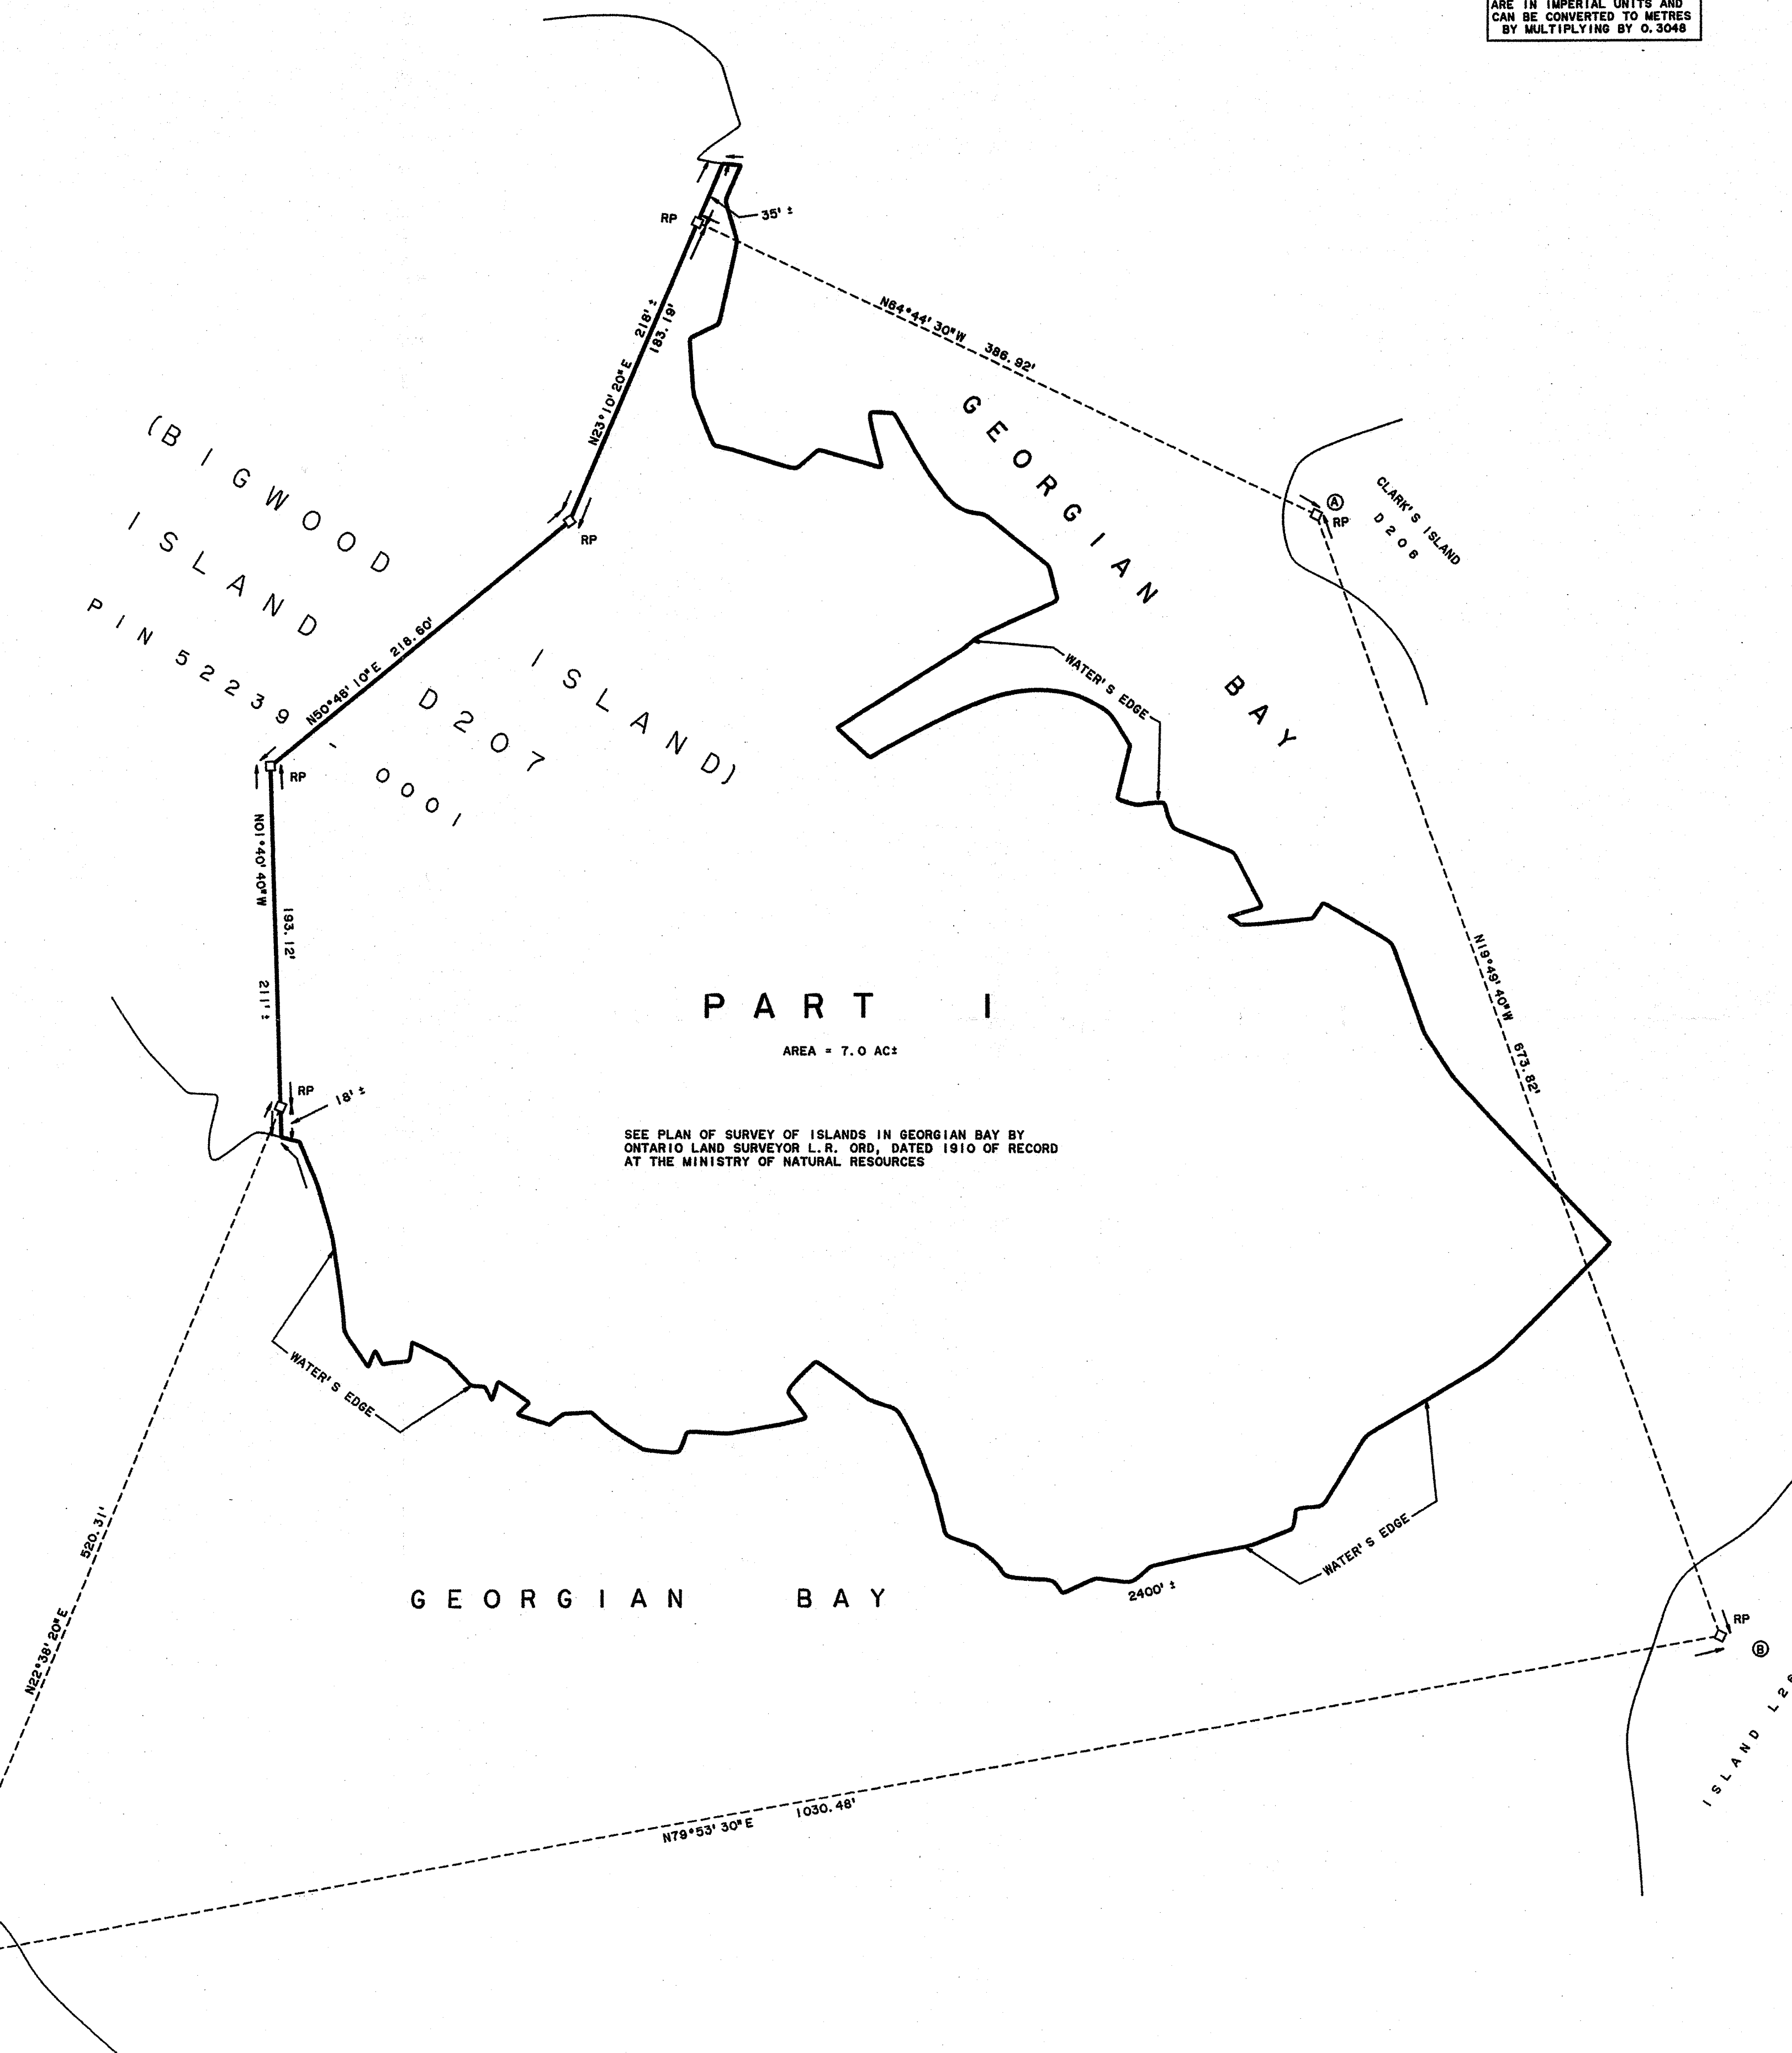 ARE IN IMPERIAL UNITS AND
CAN BE CONVERTED TO METRES
BY MULTIPLYING BY 0.3048
35' ±
RP
N64°44'30"W 386.92'
218' ±
183.19'
N23°10'20"E
GEORGIAN BAY
A
RP
CLARK'S ISLAND
D206
(BIGWOOD ISLAND)
ISLAND D207
PIN 52239 - 0001
RP
N50°46'10"E 218.60'
WATER'S EDGE
RP
N01°40'40"W
193.12'
211' ±
N19°49'40"W 673.82'
PART 1
AREA = 7.0 AC±
RP
18' ±
SEE PLAN OF SURVEY OF ISLANDS IN GEORGIAN BAY BY
ONTARIO LAND SURVEYOR L.R. ORD, DATED 1910 OF RECORD
AT THE MINISTRY OF NATURAL RESOURCES
WATER'S EDGE
WATER'S EDGE
520.31'
N22°38'20"E
GEORGIAN BAY
2400' ±
RP
B
ISLAND
N79°53'30"E 1030.48'